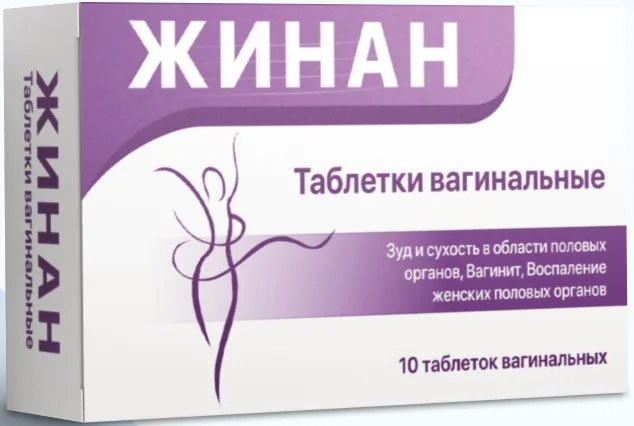 ЖИНАН
Таблетки вагинальные
Зуд и сухость в области половых
органов, Вагинит, Воспаление
женских половых органов
10 таблеток вагинальных
ЖИНАН
Таблетки вагинальные